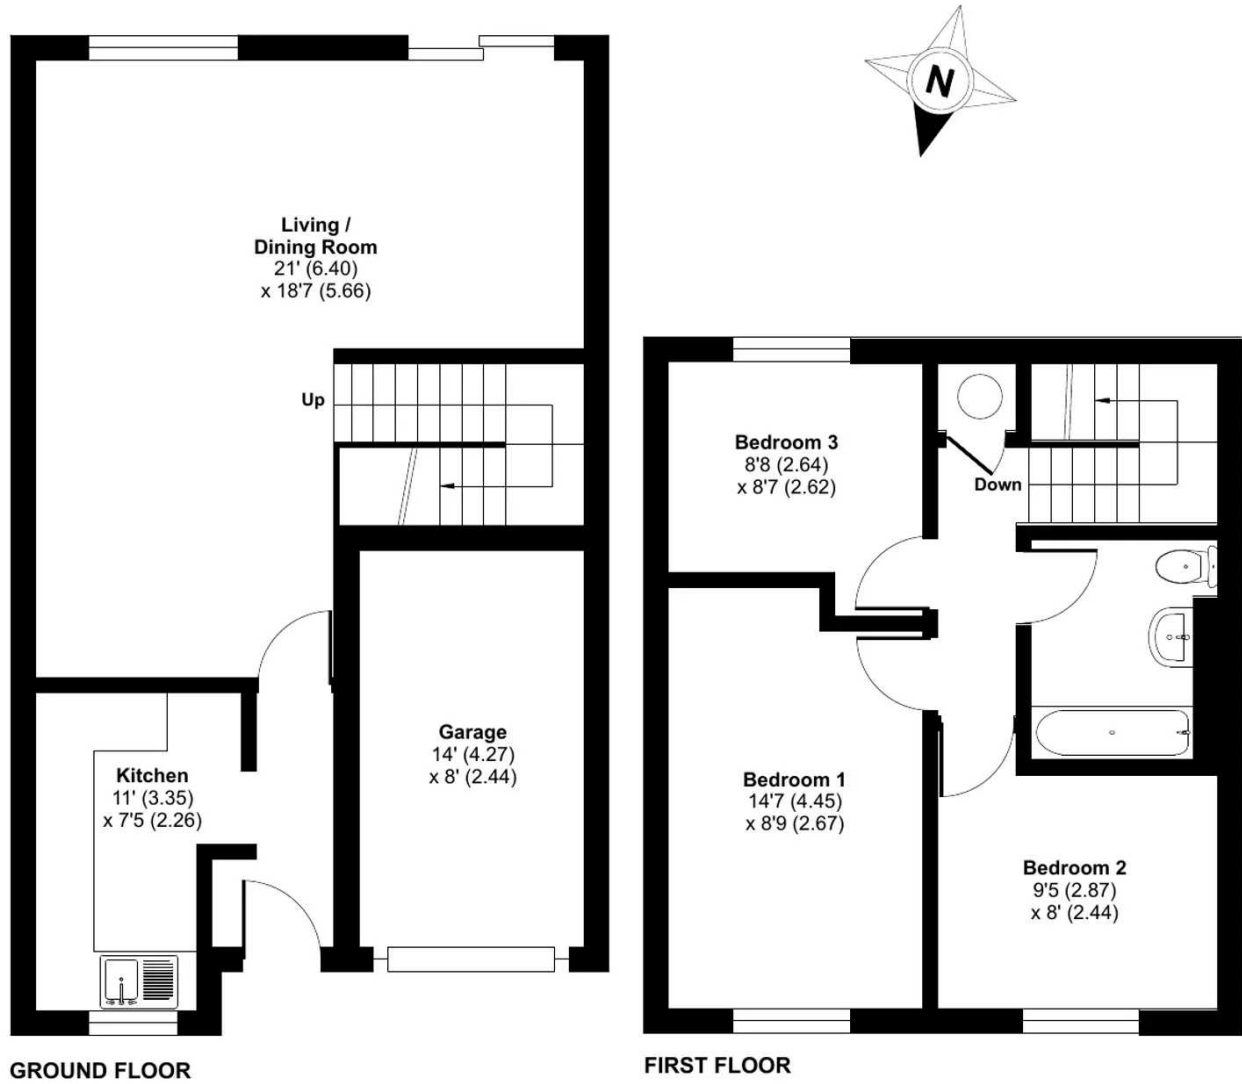 N
Living /
Dining Room
21' (6.40)
x 18'7 (5.66)
Up
Kitchen
11' (3.35)
x 7'5 (2.26)
Garage
14' (4.27)
x 8' (2.44)
GROUND FLOOR
Bedroom 3
8'8 (2.64)
x 8'7 (2.62)
Down
Bedroom 1
14'7 (4.45)
x 8'9 (2.67)
Bedroom 2
9'5 (2.87)
x 8' (2.44)
FIRST FLOOR